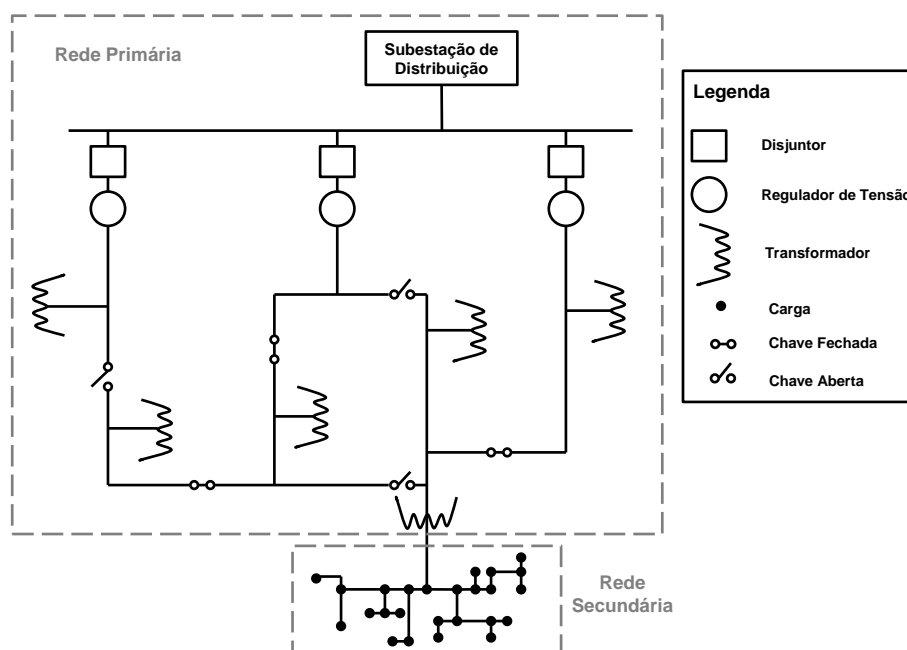 Rede Primária
Subestação de
Distribuição
Legenda
Disjuntor
Regulador de Tensão
Transformador
Carga
Chave Fechada
Chave Aberta
Rede
Secundária